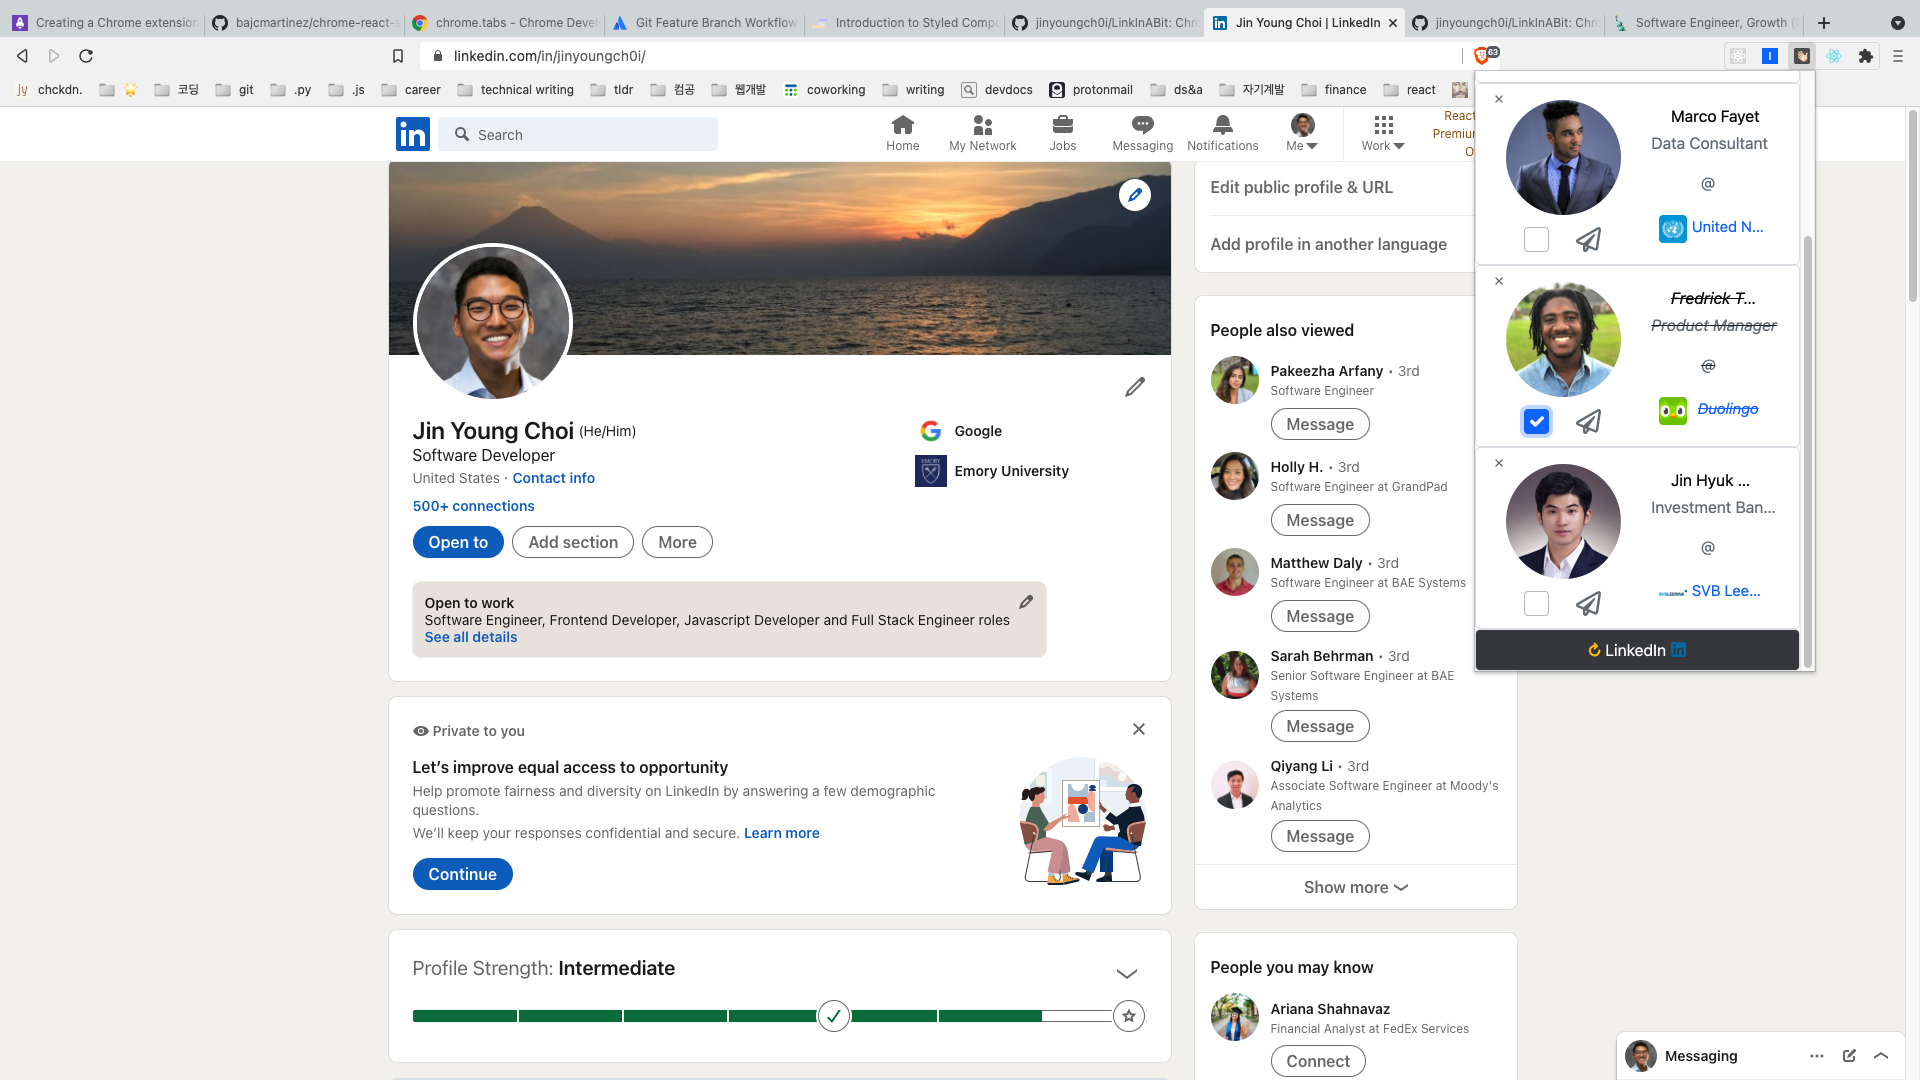 Creating a Chrome extension
bajcmartinez/chrome-react-s
chrome.tabs - Chrome Devel
Git Feature Branch Workflow
Introduction to Styled Compo
jinyoungch0i/LinkInABit: Chro
Jin Young Choi | LinkedIn
jinyoungch0i/LinkInABit: Chro
Software Engineer, Growth (
linkedin.com/in/jinyoungch0i/
63
jy chckdn.
코딩
git
.py
.js
career
technical writing
tldr
컴공
웹개발
coworking
writing
devdocs
protonmail
ds&a
자기계발
finance
react
in
Search
Home
My Network
Jobs
Messaging
Notifications
Me
Work
React
Premiu
O
Jin Young Choi (He/Him)
Software Developer
United States · Contact info
500+ connections
Open to
Add section
More
Google
Emory University
Open to work
Software Engineer, Frontend Developer, Javascript Developer and Full Stack Engineer roles
See all details
Private to you
Let's improve equal access to opportunity
Help promote fairness and diversity on LinkedIn by answering a few demographic
questions.
We'll keep your responses confidential and secure. Learn more
Continue
Profile Strength: Intermediate
Edit public profile & URL
Add profile in another language
People also viewed
Pakeezha Arfany • 3rd
Software Engineer
Message
Holly H. • 3rd
Software Engineer at GrandPad
Message
Matthew Daly • 3rd
Software Engineer at BAE Systems
Message
Sarah Behrman • 3rd
Senior Software Engineer at BAE
Systems
Message
Qiyang Li • 3rd
Associate Software Engineer at Moody's
Analytics
Message
Show more
People you may know
Ariana Shahnavaz
Financial Analyst at FedEx Services
Connect
Marco Fayet
Data Consultant
@
United N...
Fredrick T...
Product Manager
@
Duolingo
Jin Hyuk ...
Investment Ban...
@
SVB Lee...
LinkedIn in
Messaging